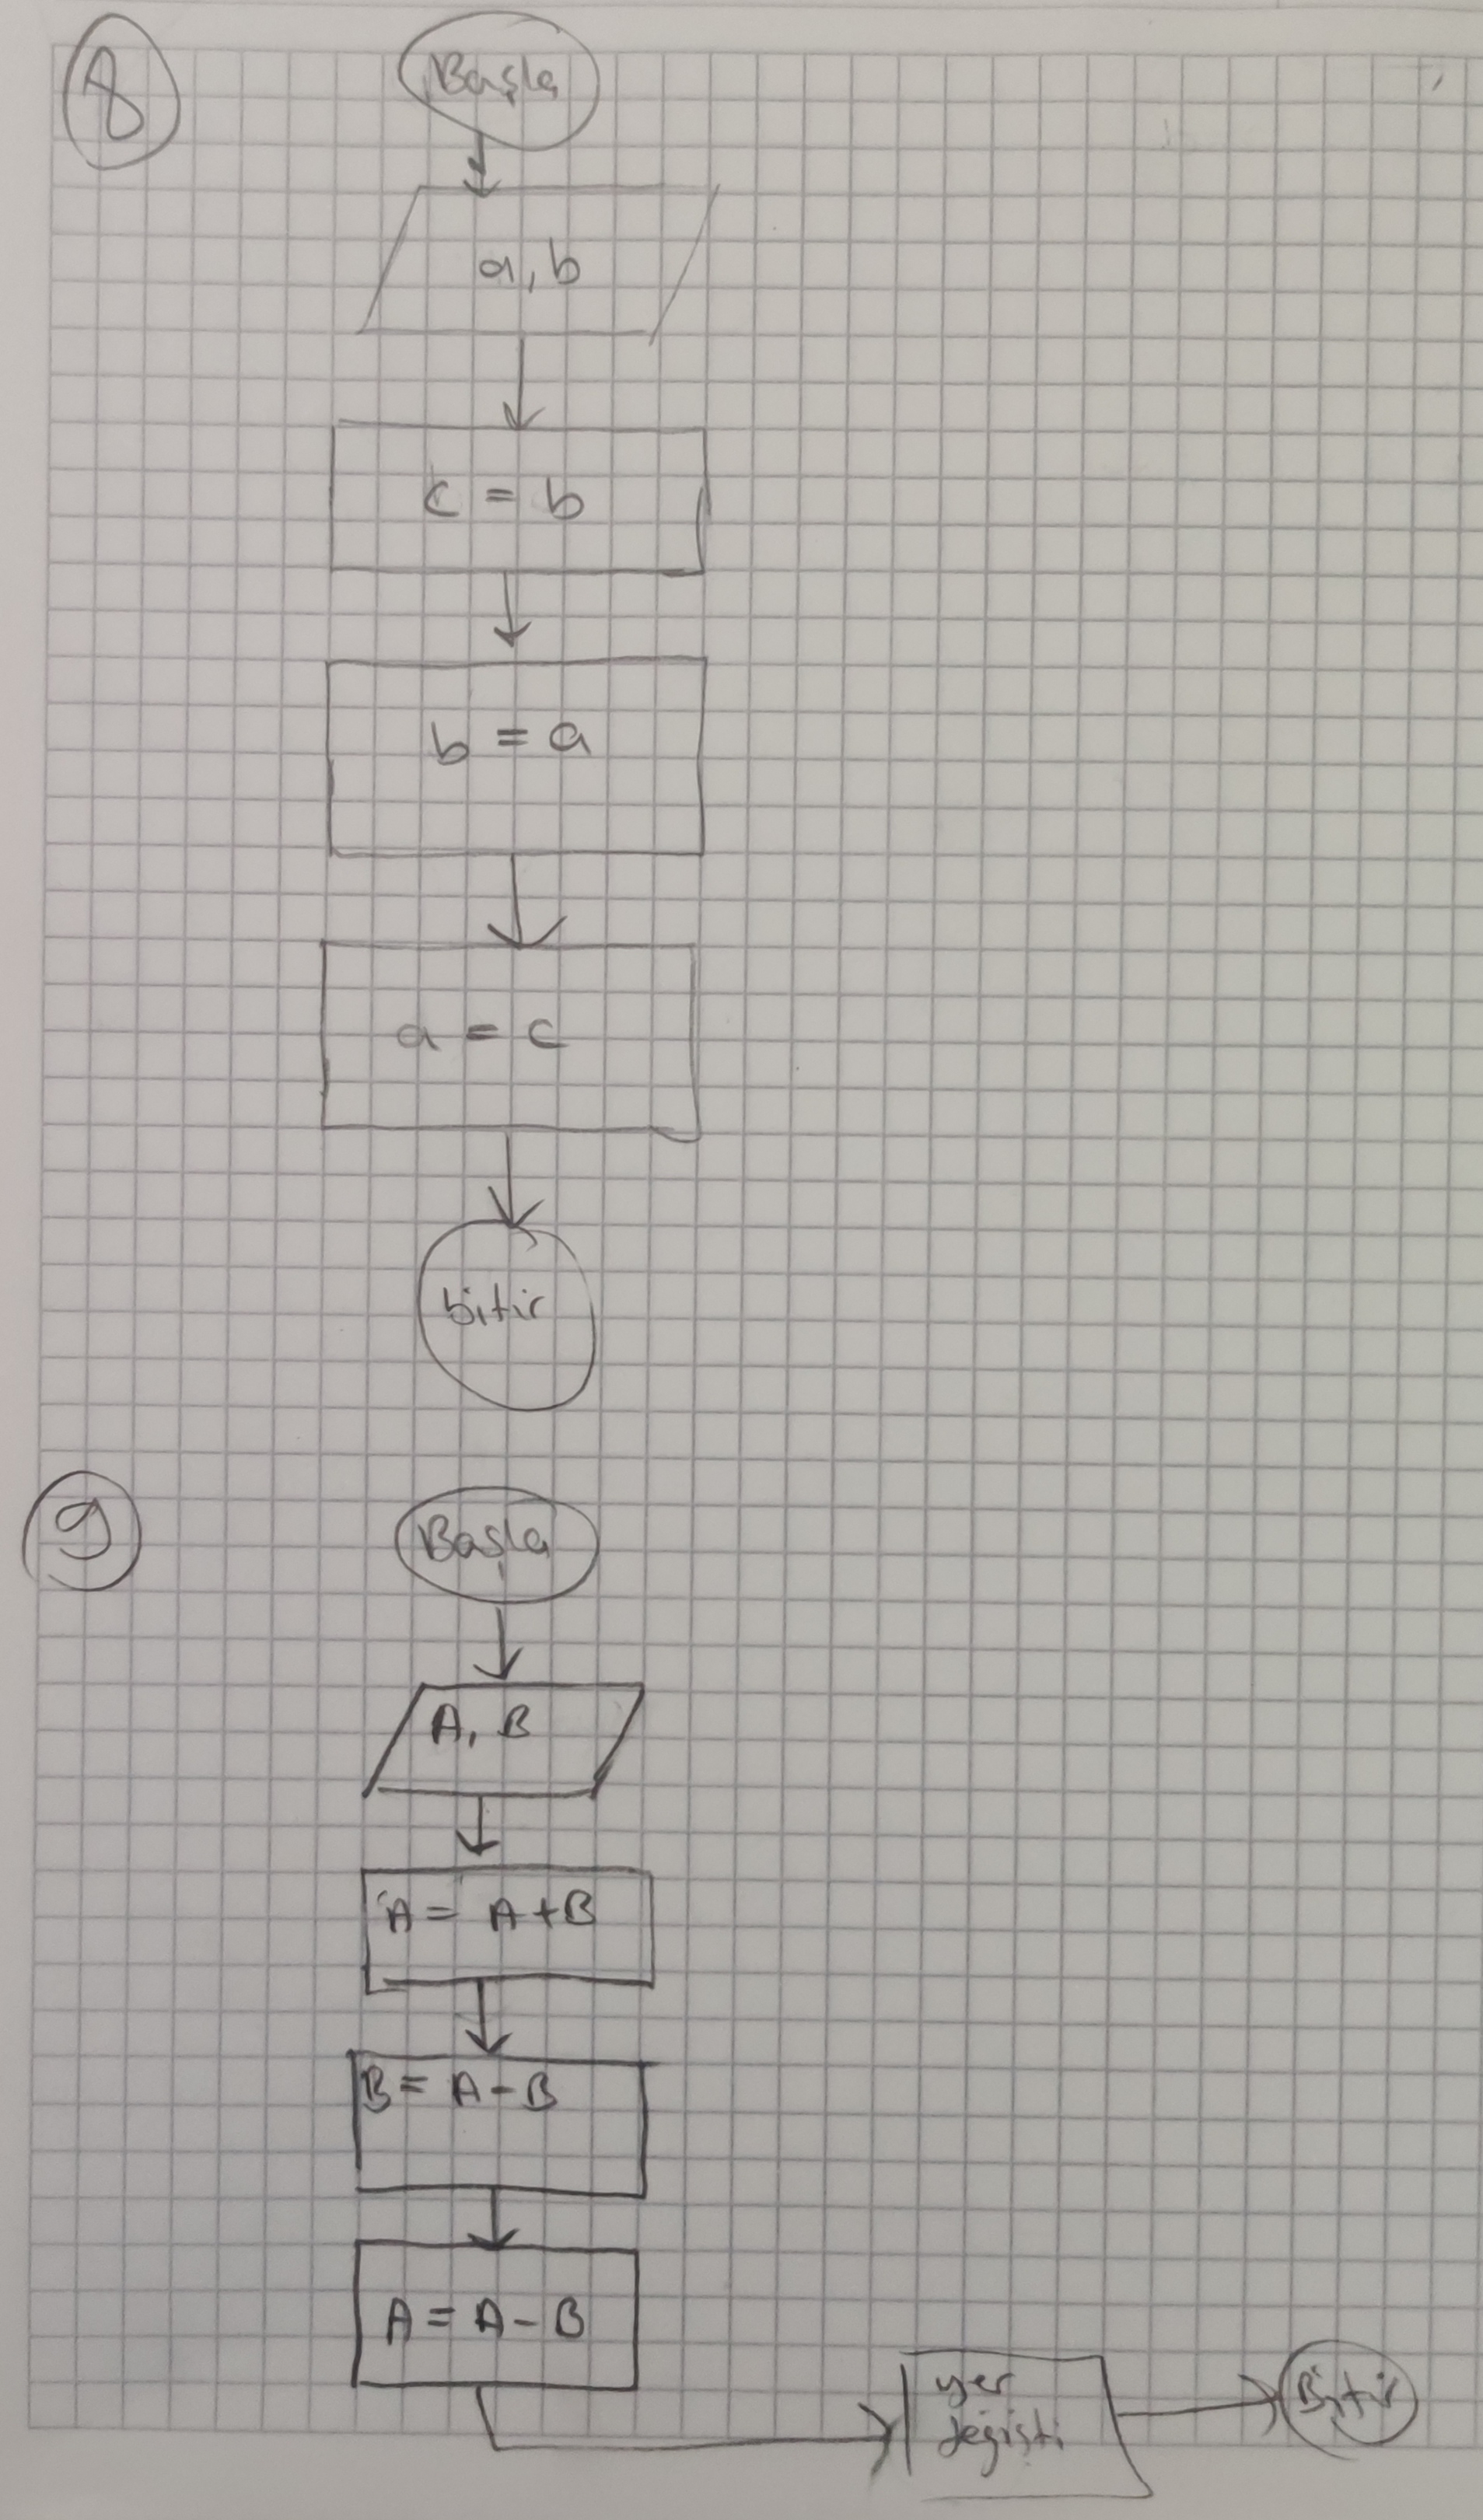 8
Başla
a, b
c = b
b = a
a = c
bitir
9
Başla
A, B
A = A+B
B = A-B
A = A-B
yer
değişti
Bitir